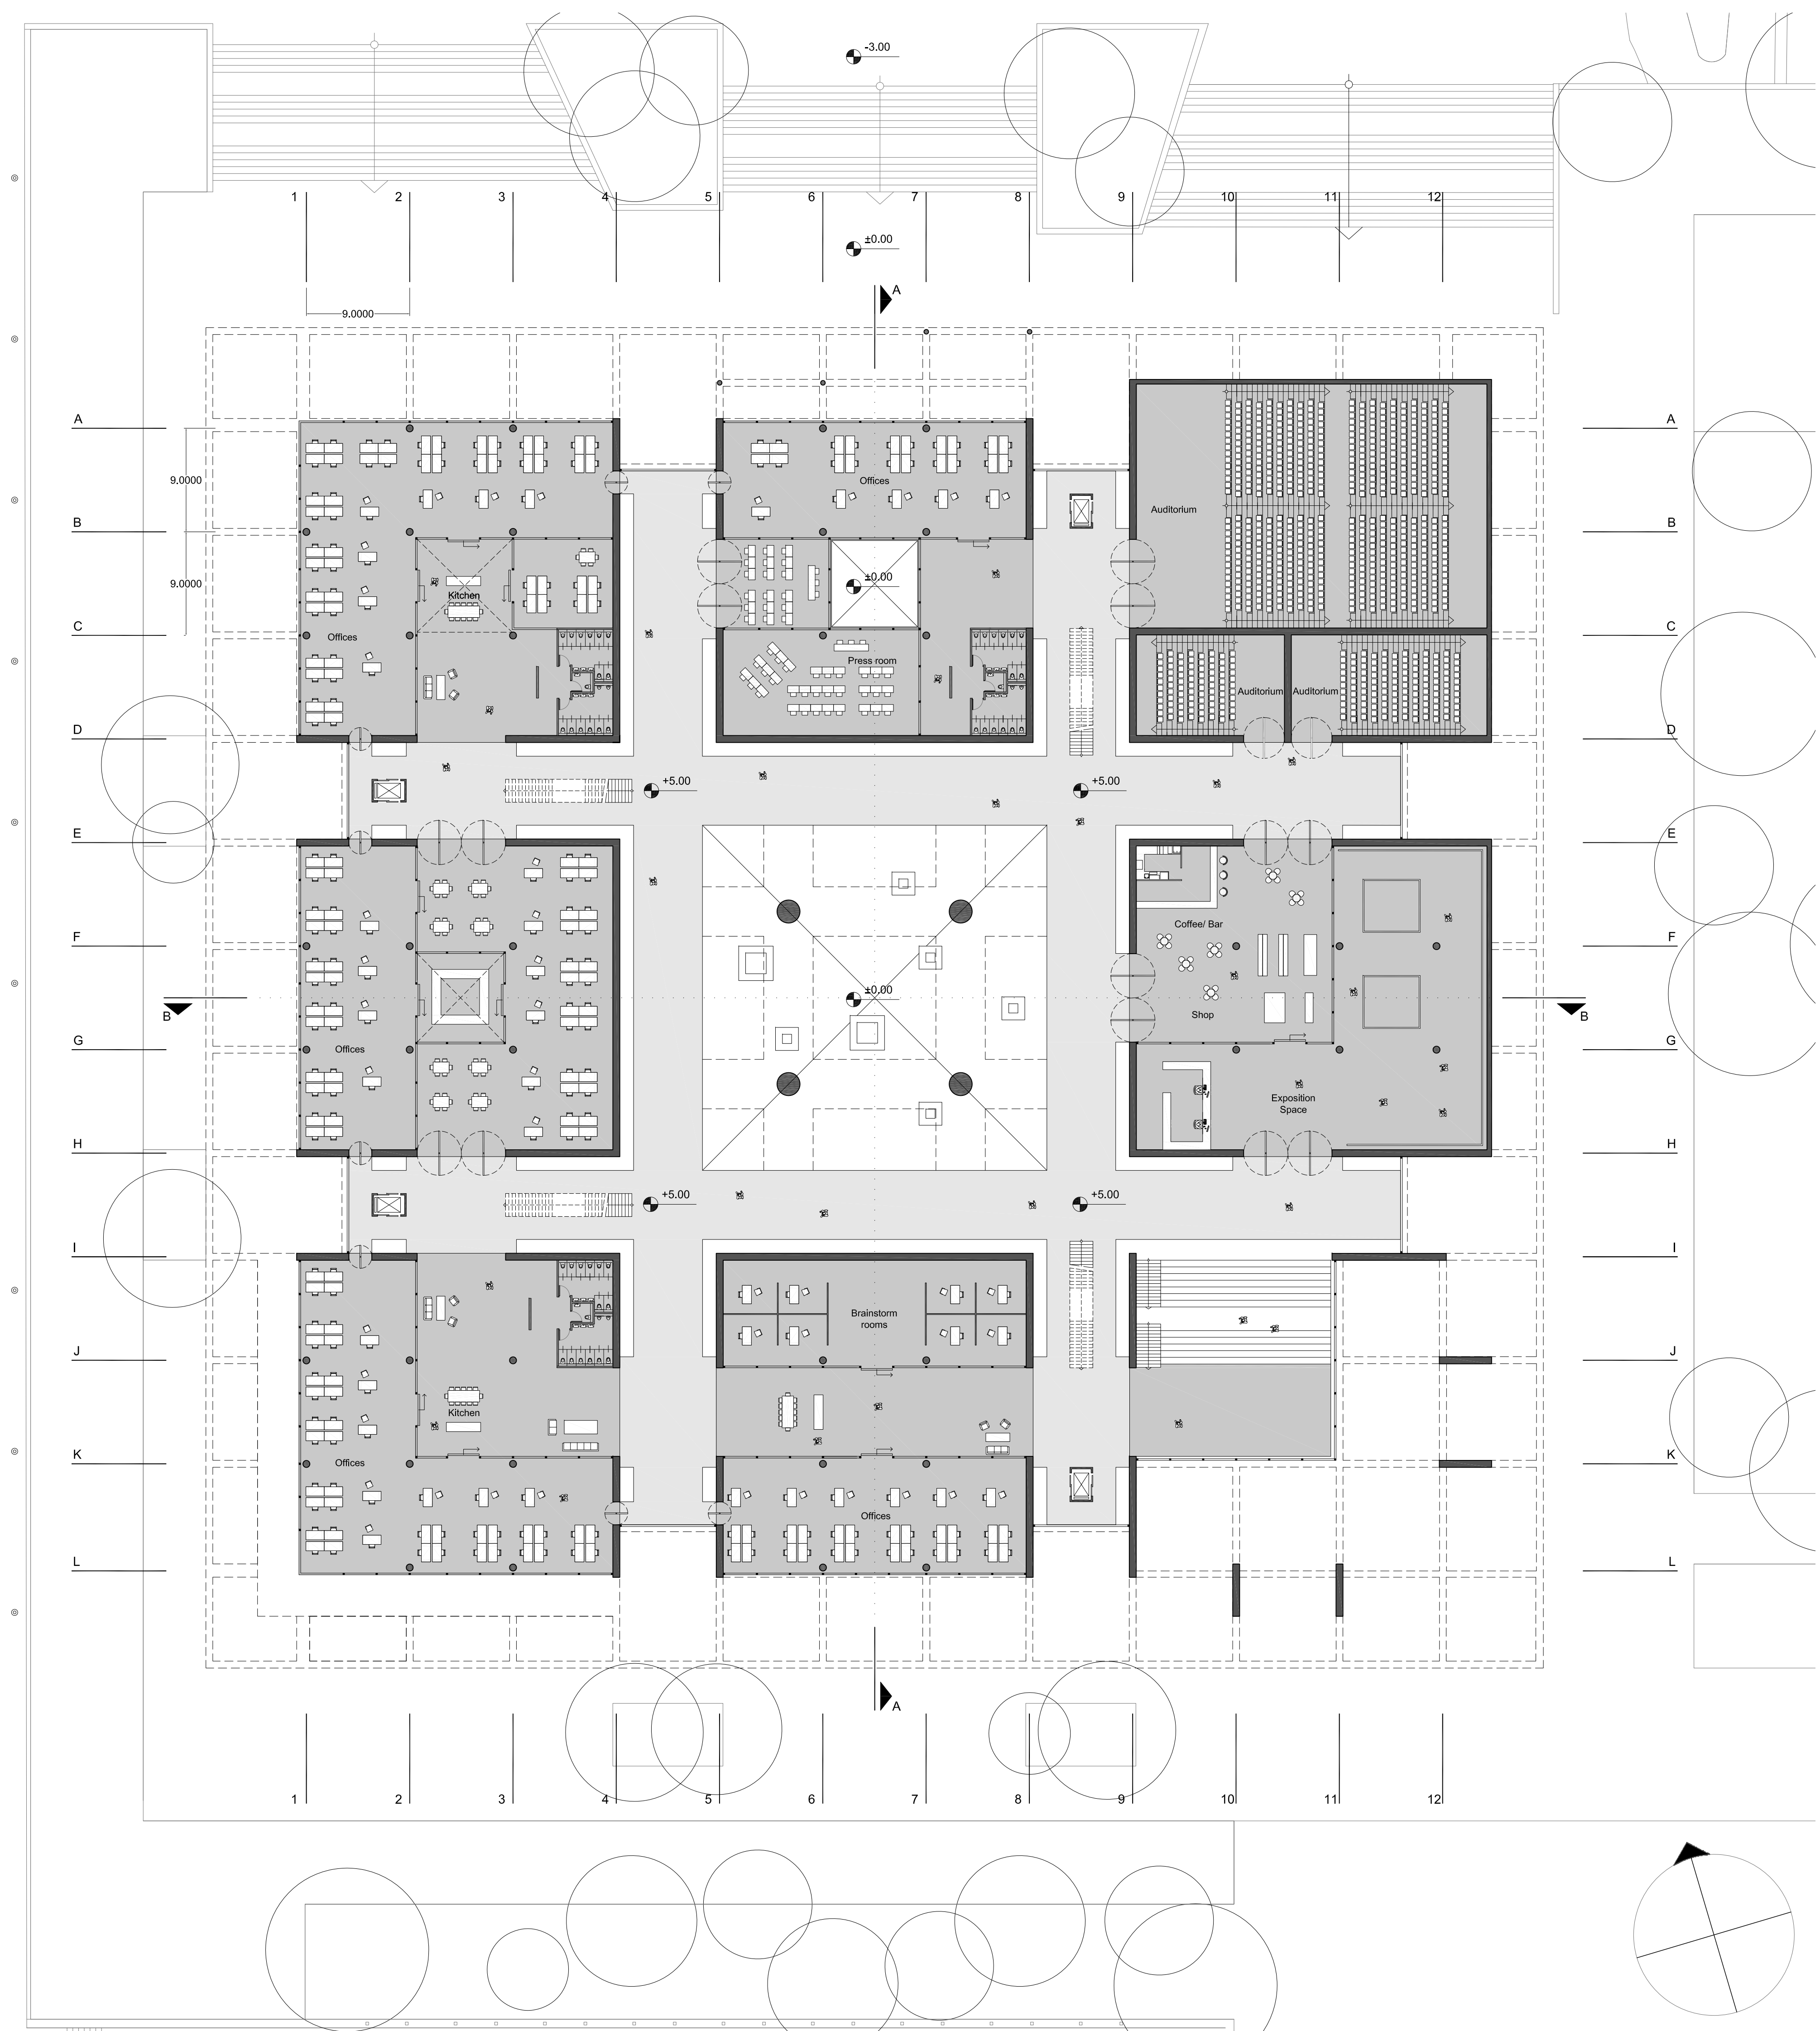 -3.00
1 2 3 4 5 6 7 8 9 10 11 12
±0.00
A
9.0000
A A
9.0000
Offices
Auditorium
B B
9.0000
±0.00
Kitchen
C C
Offices
Press room
Auditorium Auditorium
D D
+5.00 +5.00
E E
Coffee/ Bar
F F
±0.00
B B
Shop
G G
Offices
Exposition
Space
H H
+5.00 +5.00
I I
Brainstorm
rooms
J J
Kitchen
K K
Offices
Offices
L L
A
1 2 3 4 5 6 7 8 9 10 11 12